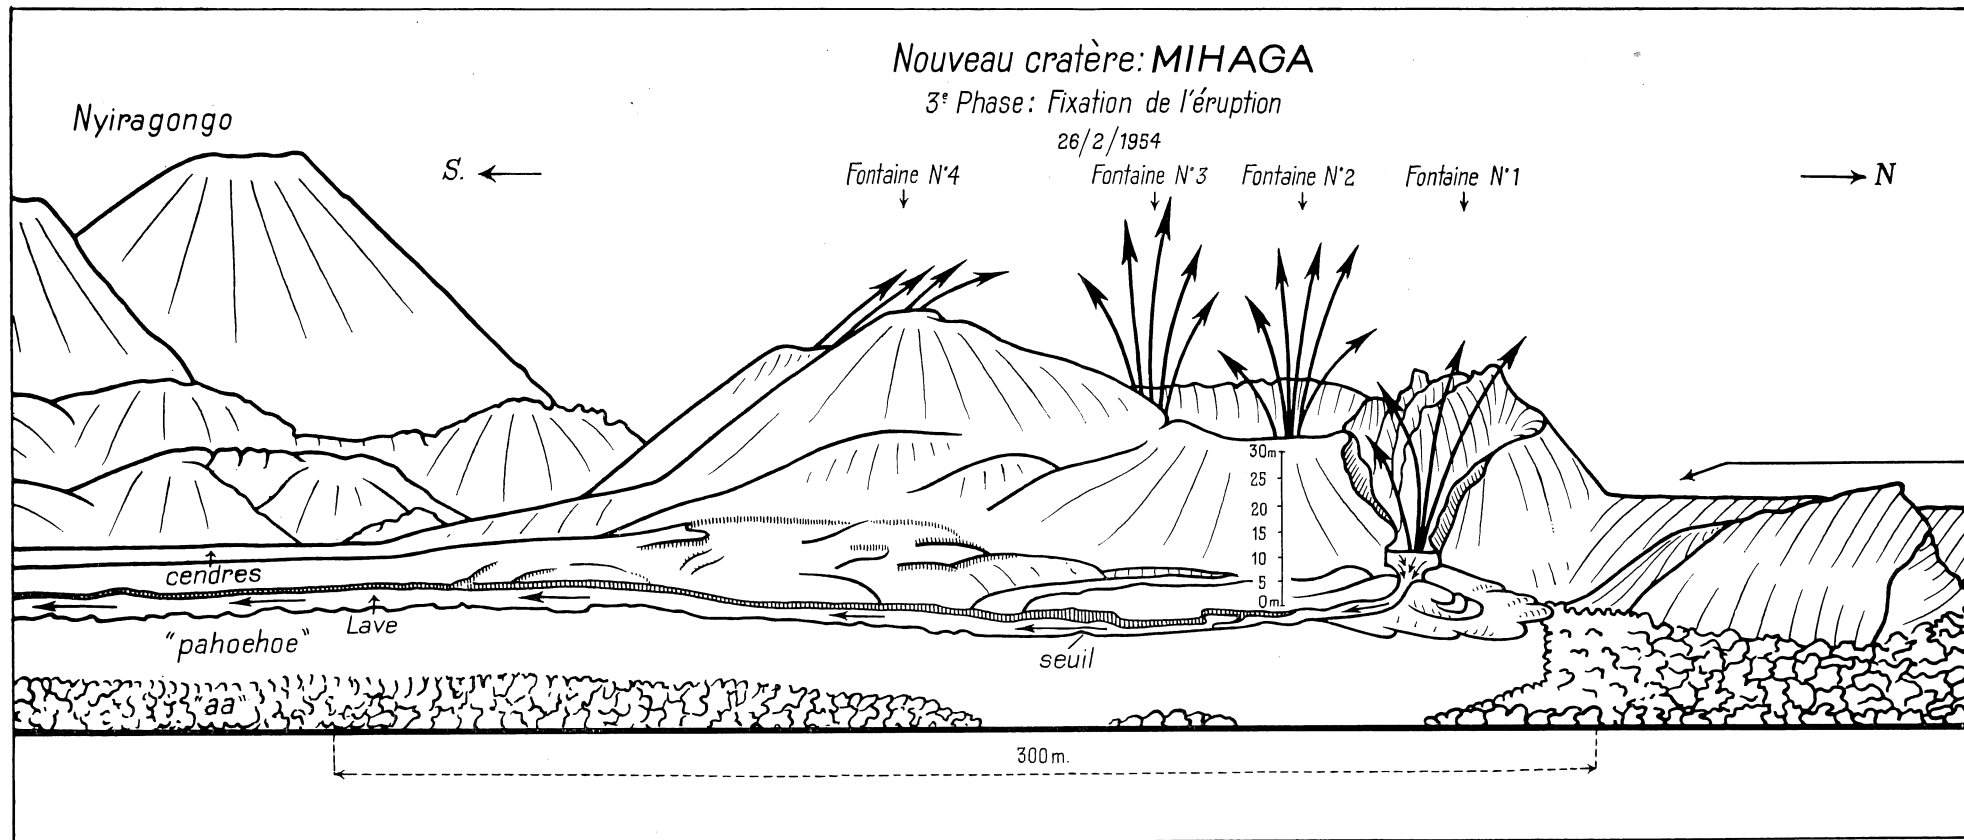 Nouveau cratère: MIHAGA
3e Phase: Fixation de l'éruption
26/2/1954
Nyiragongo
S.
N
Fontaine N°4
Fontaine N°3
Fontaine N°2
Fontaine N°1
30m
25
20
15
10
5
0m
cendres
Lave
"pahoehoe"
seuil
"aa"
300m.